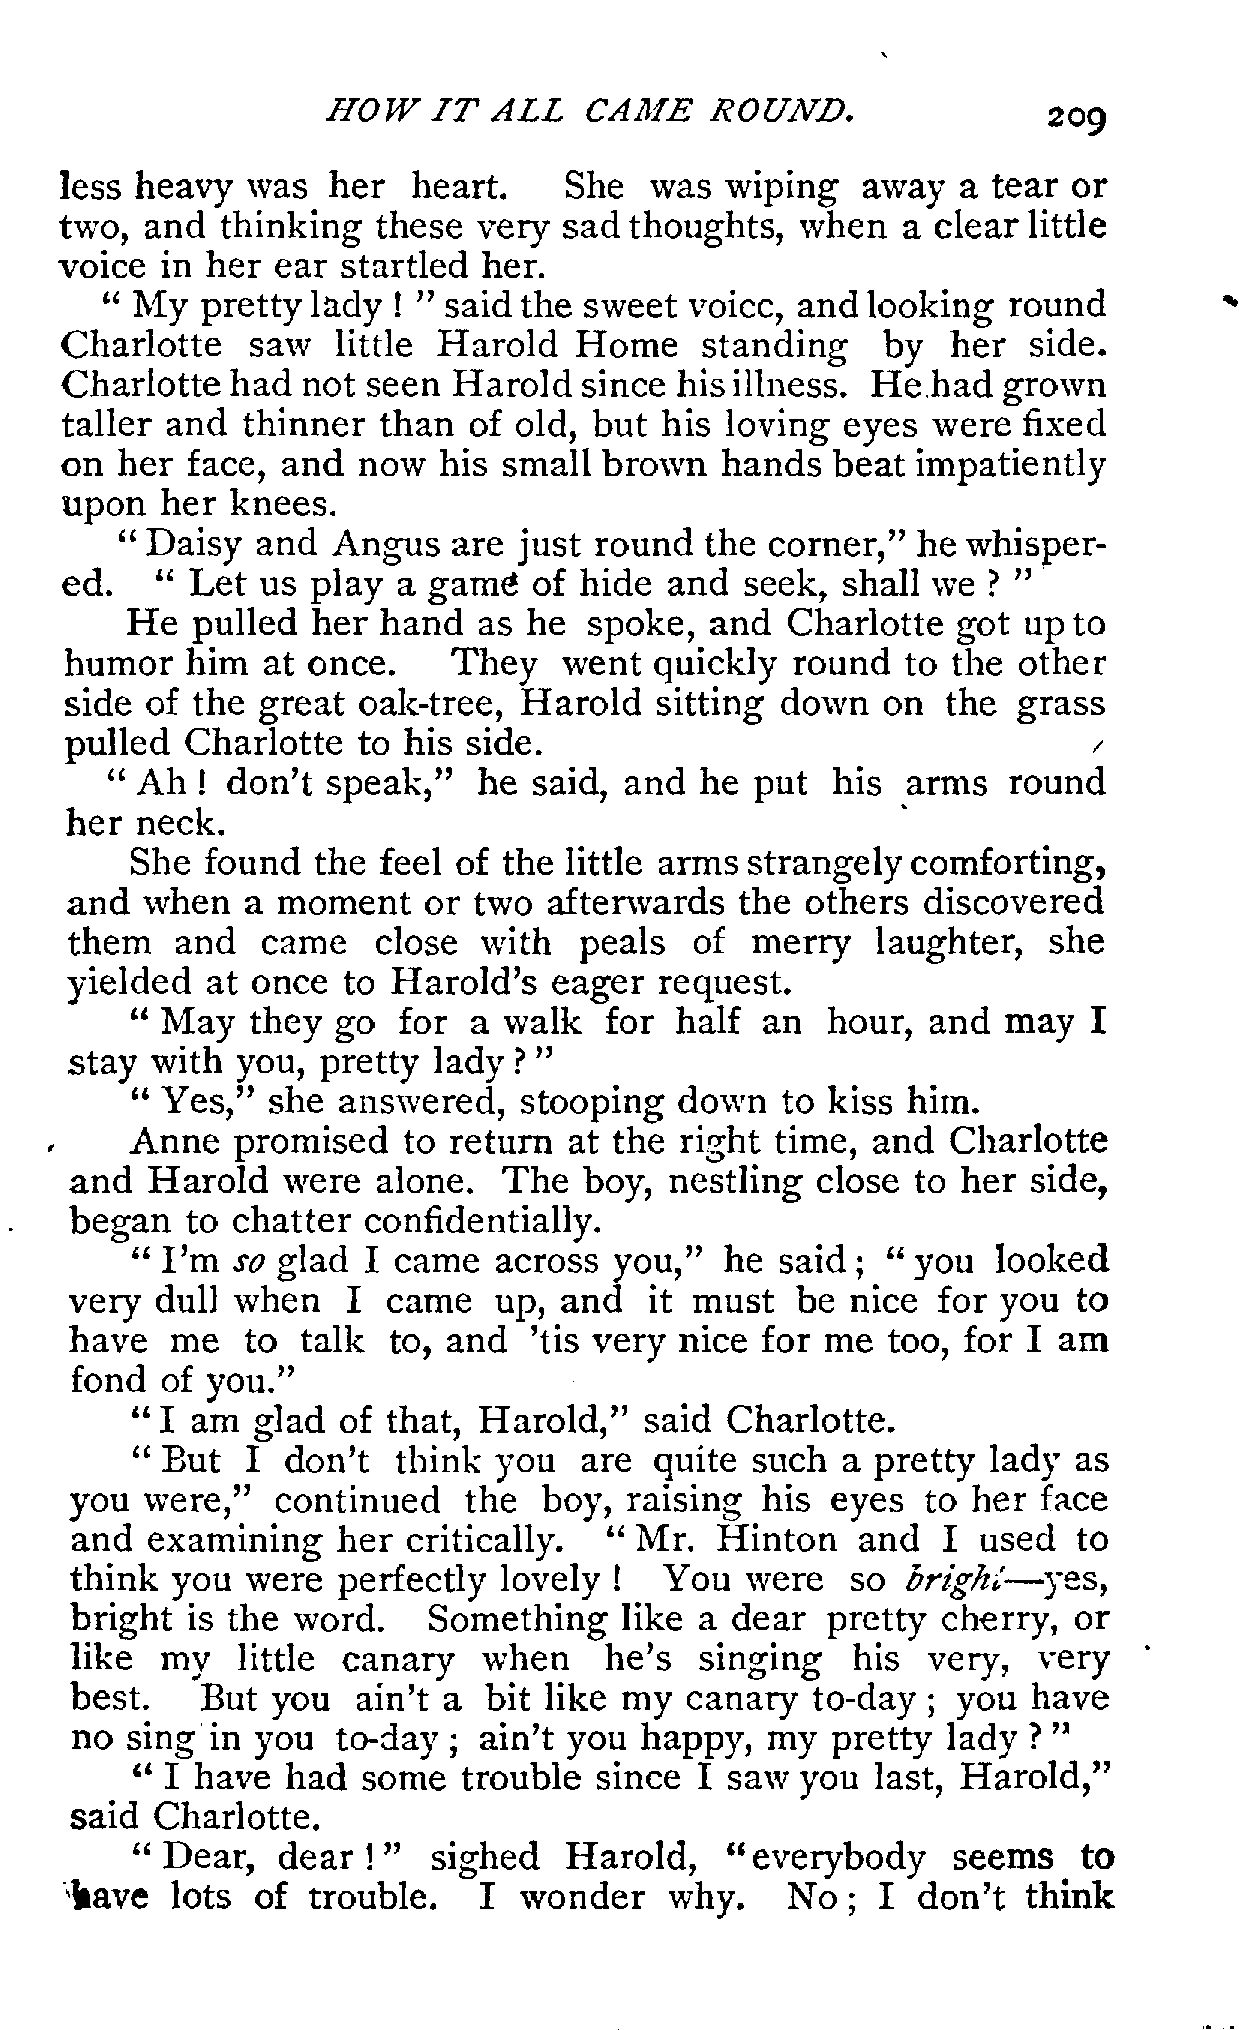 HOW IT ALL CAME ROUND. 209
less heavy was her heart. She was wiping away a tear or
two, and thinking these very sad thoughts, when a clear little
voice in her ear startled her.
"My pretty lady!" said the sweet voice, and looking round
Charlotte saw little Harold Home standing by her side.
Charlotte had not seen Harold since his illness. He had grown
taller and thinner than of old, but his loving eyes were fixed
on her face, and now his small brown hands beat impatiently
upon her knees.
"Daisy and Angus are just round the corner," he whisper-
ed. "Let us play a game of hide and seek, shall we?"
He pulled her hand as he spoke, and Charlotte got up to
humor him at once. They went quickly round to the other
side of the great oak-tree, Harold sitting down on the grass
pulled Charlotte to his side.
"Ah! don't speak," he said, and he put his arms round
her neck.
She found the feel of the little arms strangely comforting,
and when a moment or two afterwards the others discovered
them and came close with peals of merry laughter, she
yielded at once to Harold's eager request.
"May they go for a walk for half an hour, and may I
stay with you, pretty lady?"
"Yes," she answered, stooping down to kiss him.
Anne promised to return at the right time, and Charlotte
and Harold were alone. The boy, nestling close to her side,
began to chatter confidentially.
"I'm so glad I came across you," he said; "you looked
very dull when I came up, and it must be nice for you to
have me to talk to, and 'tis very nice for me too, for I am
fond of you."
"I am glad of that, Harold," said Charlotte.
"But I don't think you are quite such a pretty lady as
you were," continued the boy, raising his eyes to her face
and examining her critically. "Mr. Hinton and I used to
think you were perfectly lovely! You were so bright—yes,
bright is the word. Something like a dear pretty cherry, or
like my little canary when he's singing his very, very
best. But you ain't a bit like my canary to-day; you have
no sing in you to-day; ain't you happy, my pretty lady?"
"I have had some trouble since I saw you last, Harold,"
said Charlotte.
"Dear, dear!" sighed Harold, "everybody seems to
have lots of trouble. I wonder why. No; I don't think